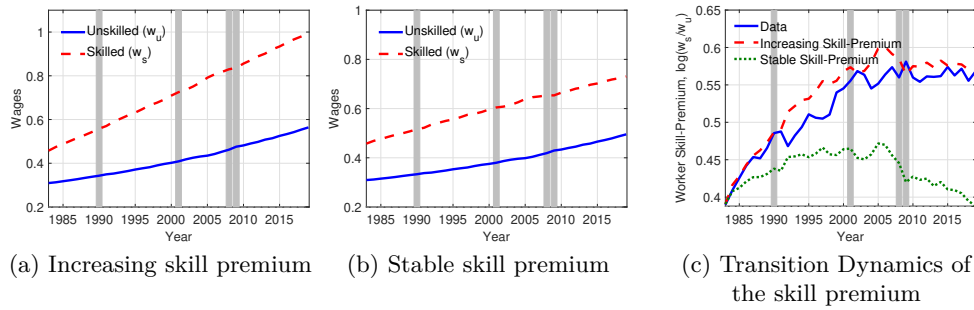 1
0.8
0.6
0.4
0.2
Wages
Unskilled (w_u)
Skilled (w_s)
1985 1990 1995 2000 2005 2010 2015
Year
(a) Increasing skill premium
1
0.8
0.6
0.4
0.2
Wages
Unskilled (w_u)
Skilled (w_s)
1985 1990 1995 2000 2005 2010 2015
Year
(b) Stable skill premium
0.65
0.6
0.55
0.5
0.45
0.4
Worker Skill-Premium, log(w_s/w_u)
Data
Increasing Skill-Premium
Stable Skill-Premium
1985 1990 1995 2000 2005 2010 2015
Year
(c) Transition Dynamics of
the skill premium